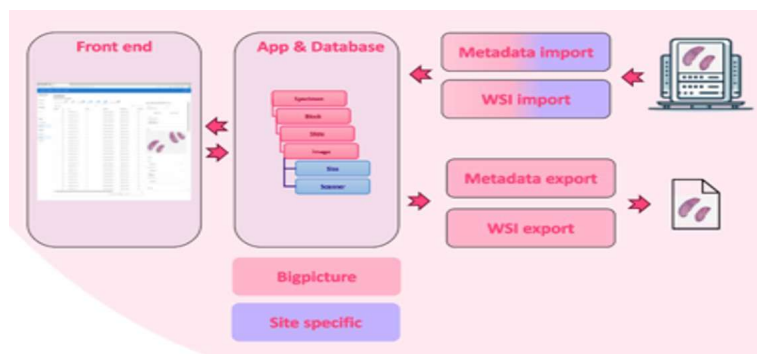 Front end
App & Database
Specimen
Block
Slide
Image
Scanner
Metadata import
WSI import
Metadata export
WSI export
Bigpicture
Site specific